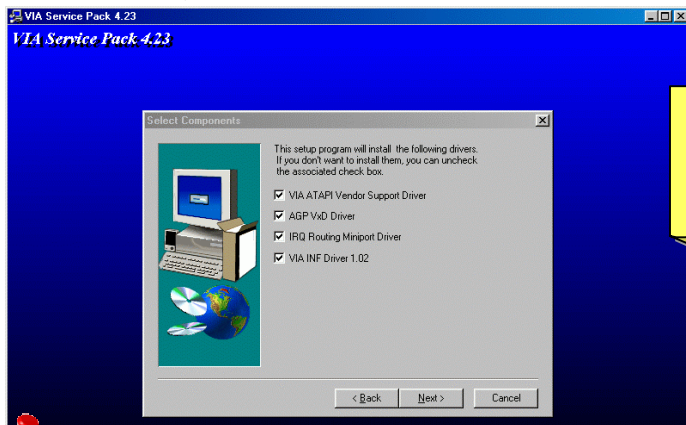 VIA Service Pack 4.23
VIA Service Pack 4.23
Select Components
This setup program will install the following drivers.
If you don't want to install them, you can uncheck
the associated check box.
VIA ATAPI Vendor Support Driver
AGP VxD Driver
IRQ Routing Miniport Driver
VIA INF Driver 1.02
< Back
Next >
Cancel